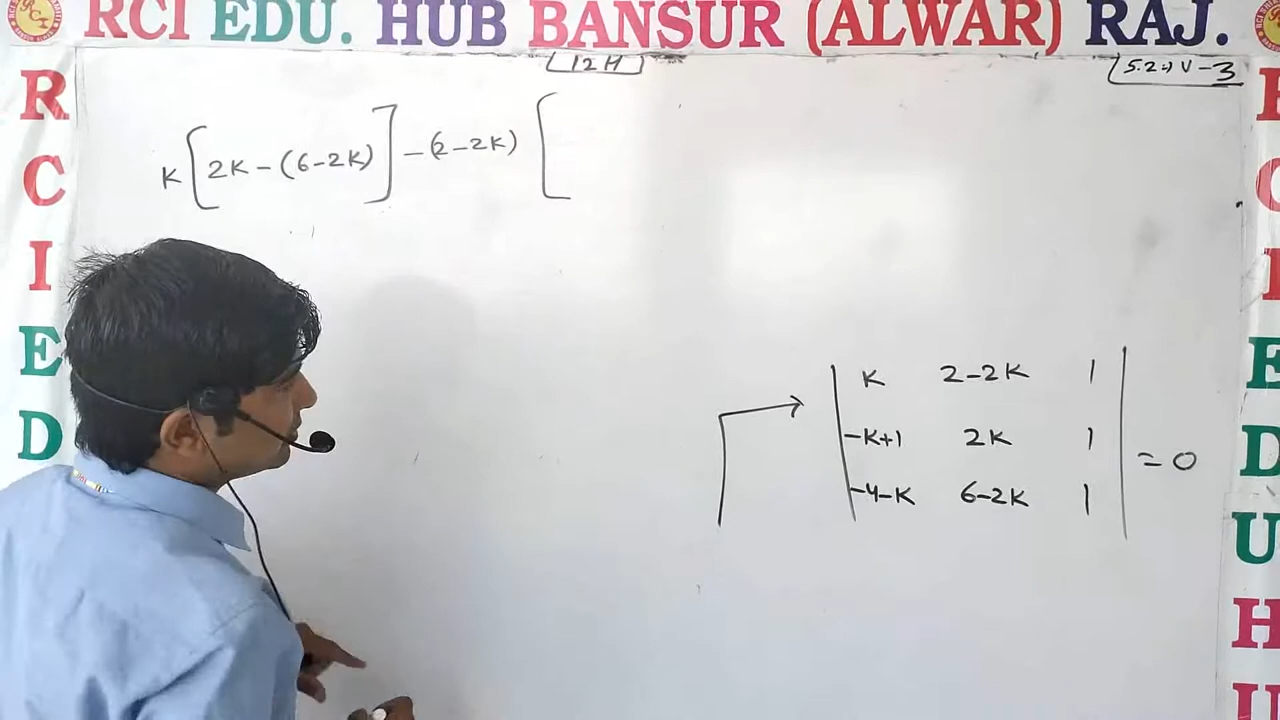 RCI EDU. HUB BANSUR (ALWAR) RAJ.
12th
5.2 → V-3
K[2K-(6-2K)]-(2-2K)[
| K 2-2K 1 |
| -K+1 2K 1 | = 0
| -4-K 6-2K 1 |
R
C
I
E
D
E
D
U
H
U